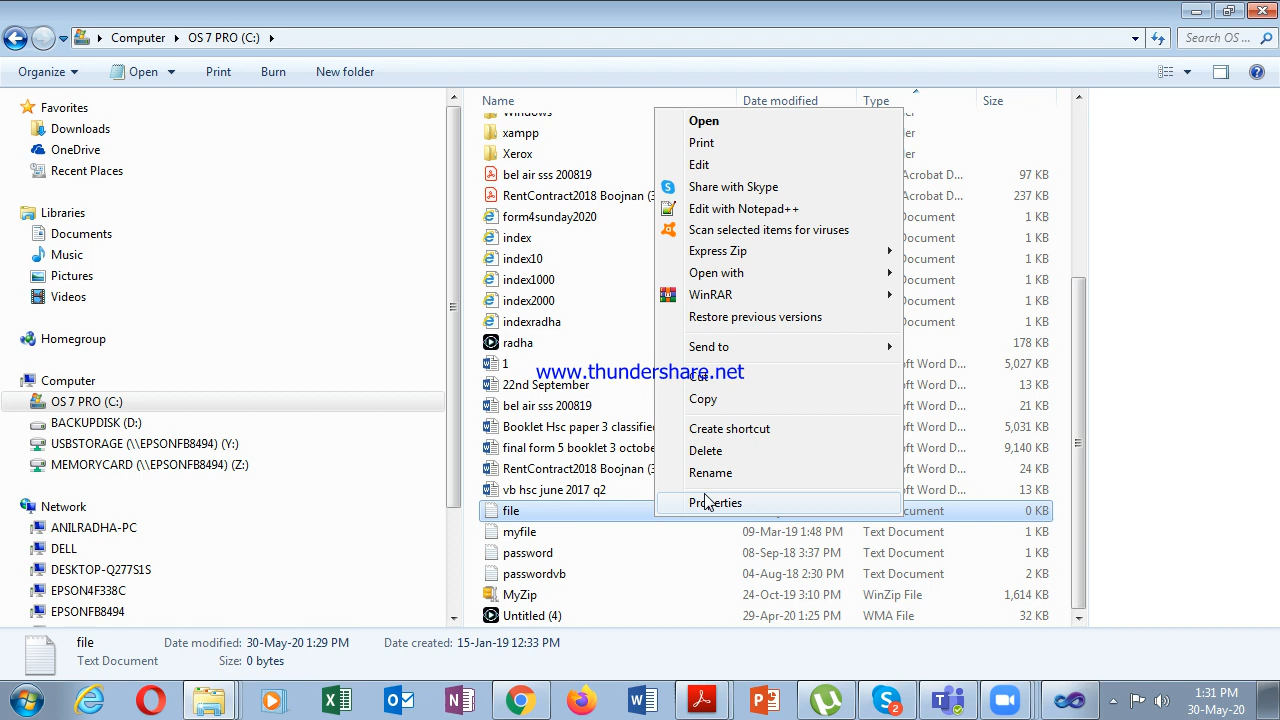 Computer OS 7 PRO (C:) Search OS ...
Organize Open Print Burn New folder
Favorites
Downloads
OneDrive
Recent Places
Libraries
Documents
Music
Pictures
Videos
Homegroup
Computer
OS 7 PRO (C:)
BACKUPDISK (D:)
USBSTORAGE (\\EPSONFB8494) (Y:)
MEMORYCARD (\\EPSONFB8494) (Z:)
Network
ANILRADHA-PC
DELL
DESKTOP-Q277S1S
EPSON4F338C
EPSONFB8494
Name Date modified Type Size
Windows
xampp er
Xerox er
bel air sss 200819 Acrobat D... 97 KB
RentContract2018 Boojnan (3 Acrobat D... 237 KB
form4sunday2020 Document 1 KB
index Document 1 KB
index10 Document 1 KB
index1000 Document 1 KB
index2000 Document 1 KB
indexradha Document 1 KB
radha 178 KB
1 oft Word D... 5,027 KB
22nd September oft Word D... 13 KB
bel air sss 200819 oft Word D... 21 KB
Booklet Hsc paper 3 classifie oft Word D... 5,031 KB
final form 5 booklet 3 octobe oft Word D... 9,140 KB
RentContract2018 Boojnan (3 oft Word D... 24 KB
vb hsc june 2017 q2 oft Word D... 13 KB
file ocument 0 KB
myfile 09-Mar-19 1:48 PM Text Document 1 KB
password 08-Sep-18 3:37 PM Text Document 1 KB
passwordvb 04-Aug-18 2:30 PM Text Document 2 KB
MyZip 24-Oct-19 3:10 PM WinZip File 1,614 KB
Untitled (4) 29-Apr-20 1:25 PM WMA File 32 KB
Open
Print
Edit
Share with Skype
Edit with Notepad++
Scan selected items for viruses
Express Zip
Open with
WinRAR
Restore previous versions
Send to
www.thundershare.net
Cut
Copy
Create shortcut
Delete
Rename
Properties
file Date modified: 30-May-20 1:29 PM Date created: 15-Jan-19 12:33 PM
Text Document Size: 0 bytes
1:31 PM
30-May-20